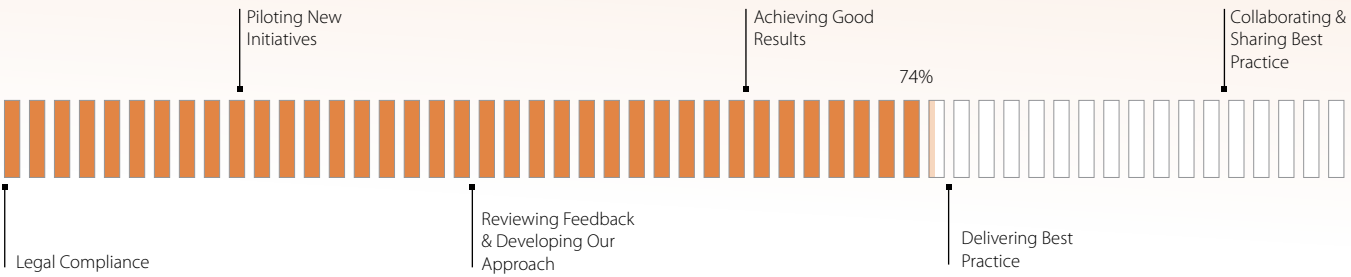 Piloting New
Initiatives
Achieving Good
Results
Collaborating &
Sharing Best
Practice
74%
Legal Compliance
Reviewing Feedback
& Developing Our
Approach
Delivering Best
Practice